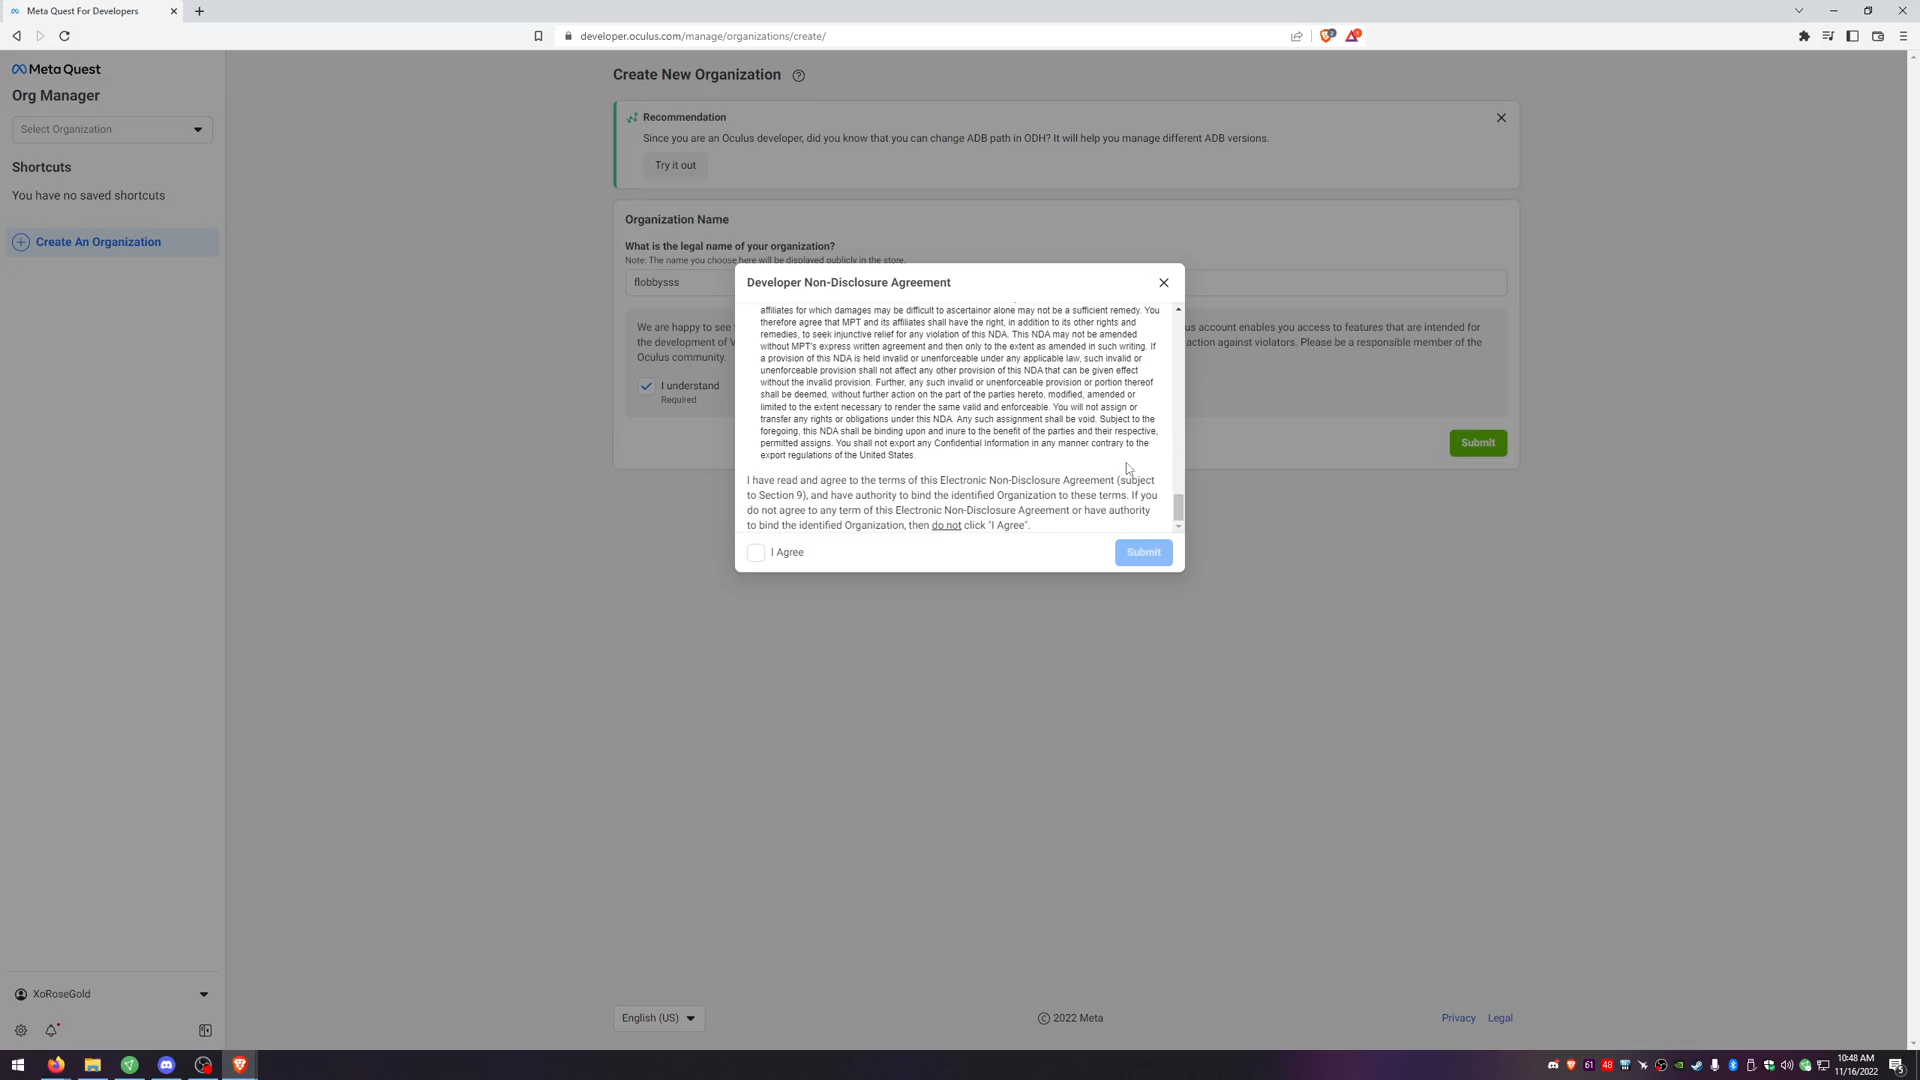 Meta Quest For Developers
developer.oculus.com/manage/organizations/create/
Meta Quest
Org Manager
Select Organization
Shortcuts
You have no saved shortcuts
Create An Organization
Create New Organization
Recommendation
Since you are an Oculus developer, did you know that you can change ADB path in ODH? It will help you manage different ADB versions.
Try it out
Organization Name
What is the legal name of your organization?
Note: The name you choose here will be displayed publicly in the store.
flobbysss
We are happy to see
the development of V
Oculus community.
us account enables you access to features that are intended for
action against violators. Please be a responsible member of the
I understand
Required
Submit
Developer Non-Disclosure Agreement
affiliates for which damages may be difficult to ascertainor alone may not be a sufficient remedy. You
therefore agree that MPT and its affiliates shall have the right, in addition to its other rights and
remedies, to seek injunctive relief for any violation of this NDA. This NDA may not be amended
without MPT's express written agreement and then only to the extent as amended in such writing. If
a provision of this NDA is held invalid or unenforceable under any applicable law, such invalid or
unenforceable provision shall not affect any other provision of this NDA that can be given effect
without the invalid provision. Further, any such invalid or unenforceable provision or portion thereof
shall be deemed, without further action on the part of the parties hereto, modified, amended or
limited to the extent necessary to render the same valid and enforceable. You will not assign or
transfer any rights or obligations under this NDA. Any such assignment shall be void. Subject to the
foregoing, this NDA shall be binding upon and inure to the benefit of the parties and their respective,
permitted assigns. You shall not export any Confidential Information in any manner contrary to the
export regulations of the United States.
I have read and agree to the terms of this Electronic Non-Disclosure Agreement (subject
to Section 9), and have authority to bind the identified Organization to these terms. If you
do not agree to any term of this Electronic Non-Disclosure Agreement or have authority
to bind the identified Organization, then do not click "I Agree".
I Agree
Submit
XoRoseGold
English (US)
© 2022 Meta
Privacy
Legal
61
48
10:48 AM
11/16/2022
5